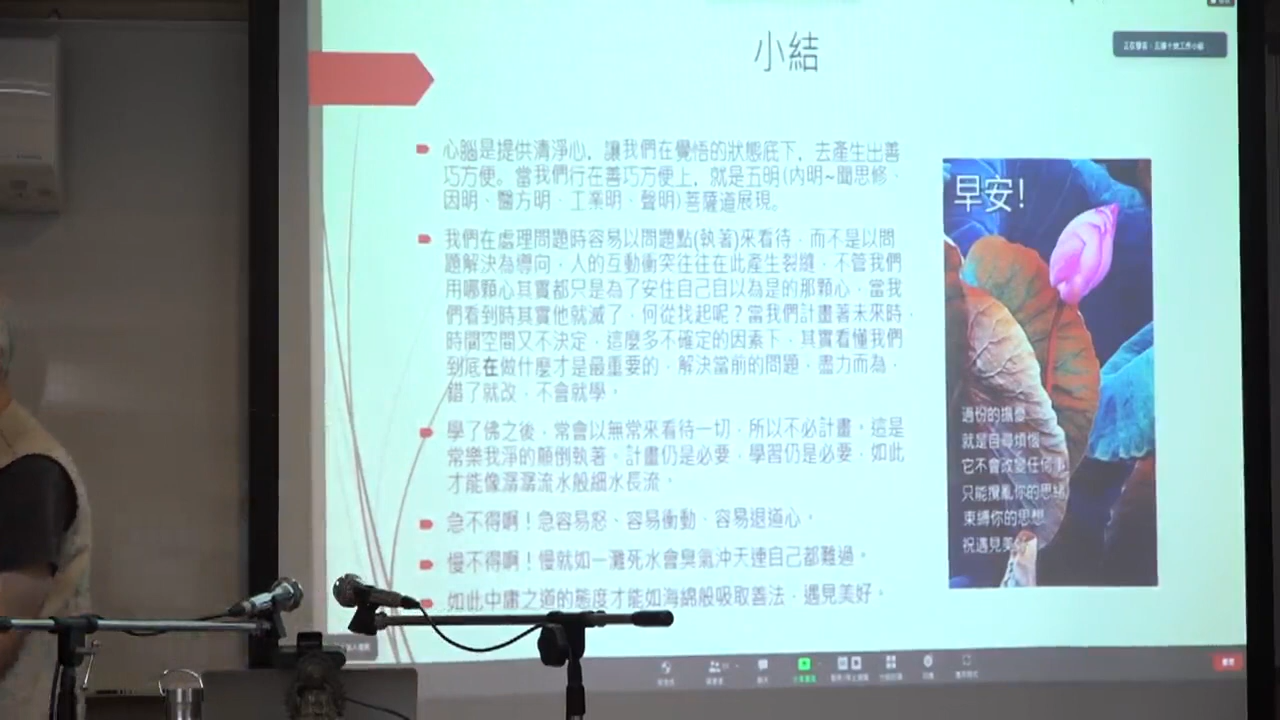 小結
心腦是提供清淨心，讓我們在覺悟的狀態底下，去產生出善
巧方便。當我們行在善巧方便上，就是五明(內明~聞思修、
因明、醫方明、工業明、聲明)菩薩道展現。
我們在處理問題時容易以問題點(執著)來看待，而不是以問
題解決為導向，人的互動衝突往往在此產生裂縫，不管我們
用哪顆心其實都只是為了安住自己自以為是的那顆心，當我
們看到時其實他就滅了，何從找起呢？當我們計畫著未來時，
時間空間又不決定，這麼多不確定的因素下，其實看懂我們
到底在做什麼才是最重要的，解決當前的問題，盡力而為，
錯了就改，不會就學。
學了佛之後，常會以無常來看待一切，所以不必計畫。這是
常樂我淨的顛倒執著。計畫仍是必要，學習仍是必要，如此
才能像潺潺流水般細水長流。
急不得啊！急容易怒、容易衝動、容易退道心。
慢不得啊！慢就如一灘死水會臭氣沖天連自己都難過。
如此中庸之道的態度才能如海綿般吸取善法，遇見美好。
早安!
過份的擔憂
就是自尋煩惱
它不會改變任何事
只能攪亂你的思緒
束縛你的思想
祝遇見美